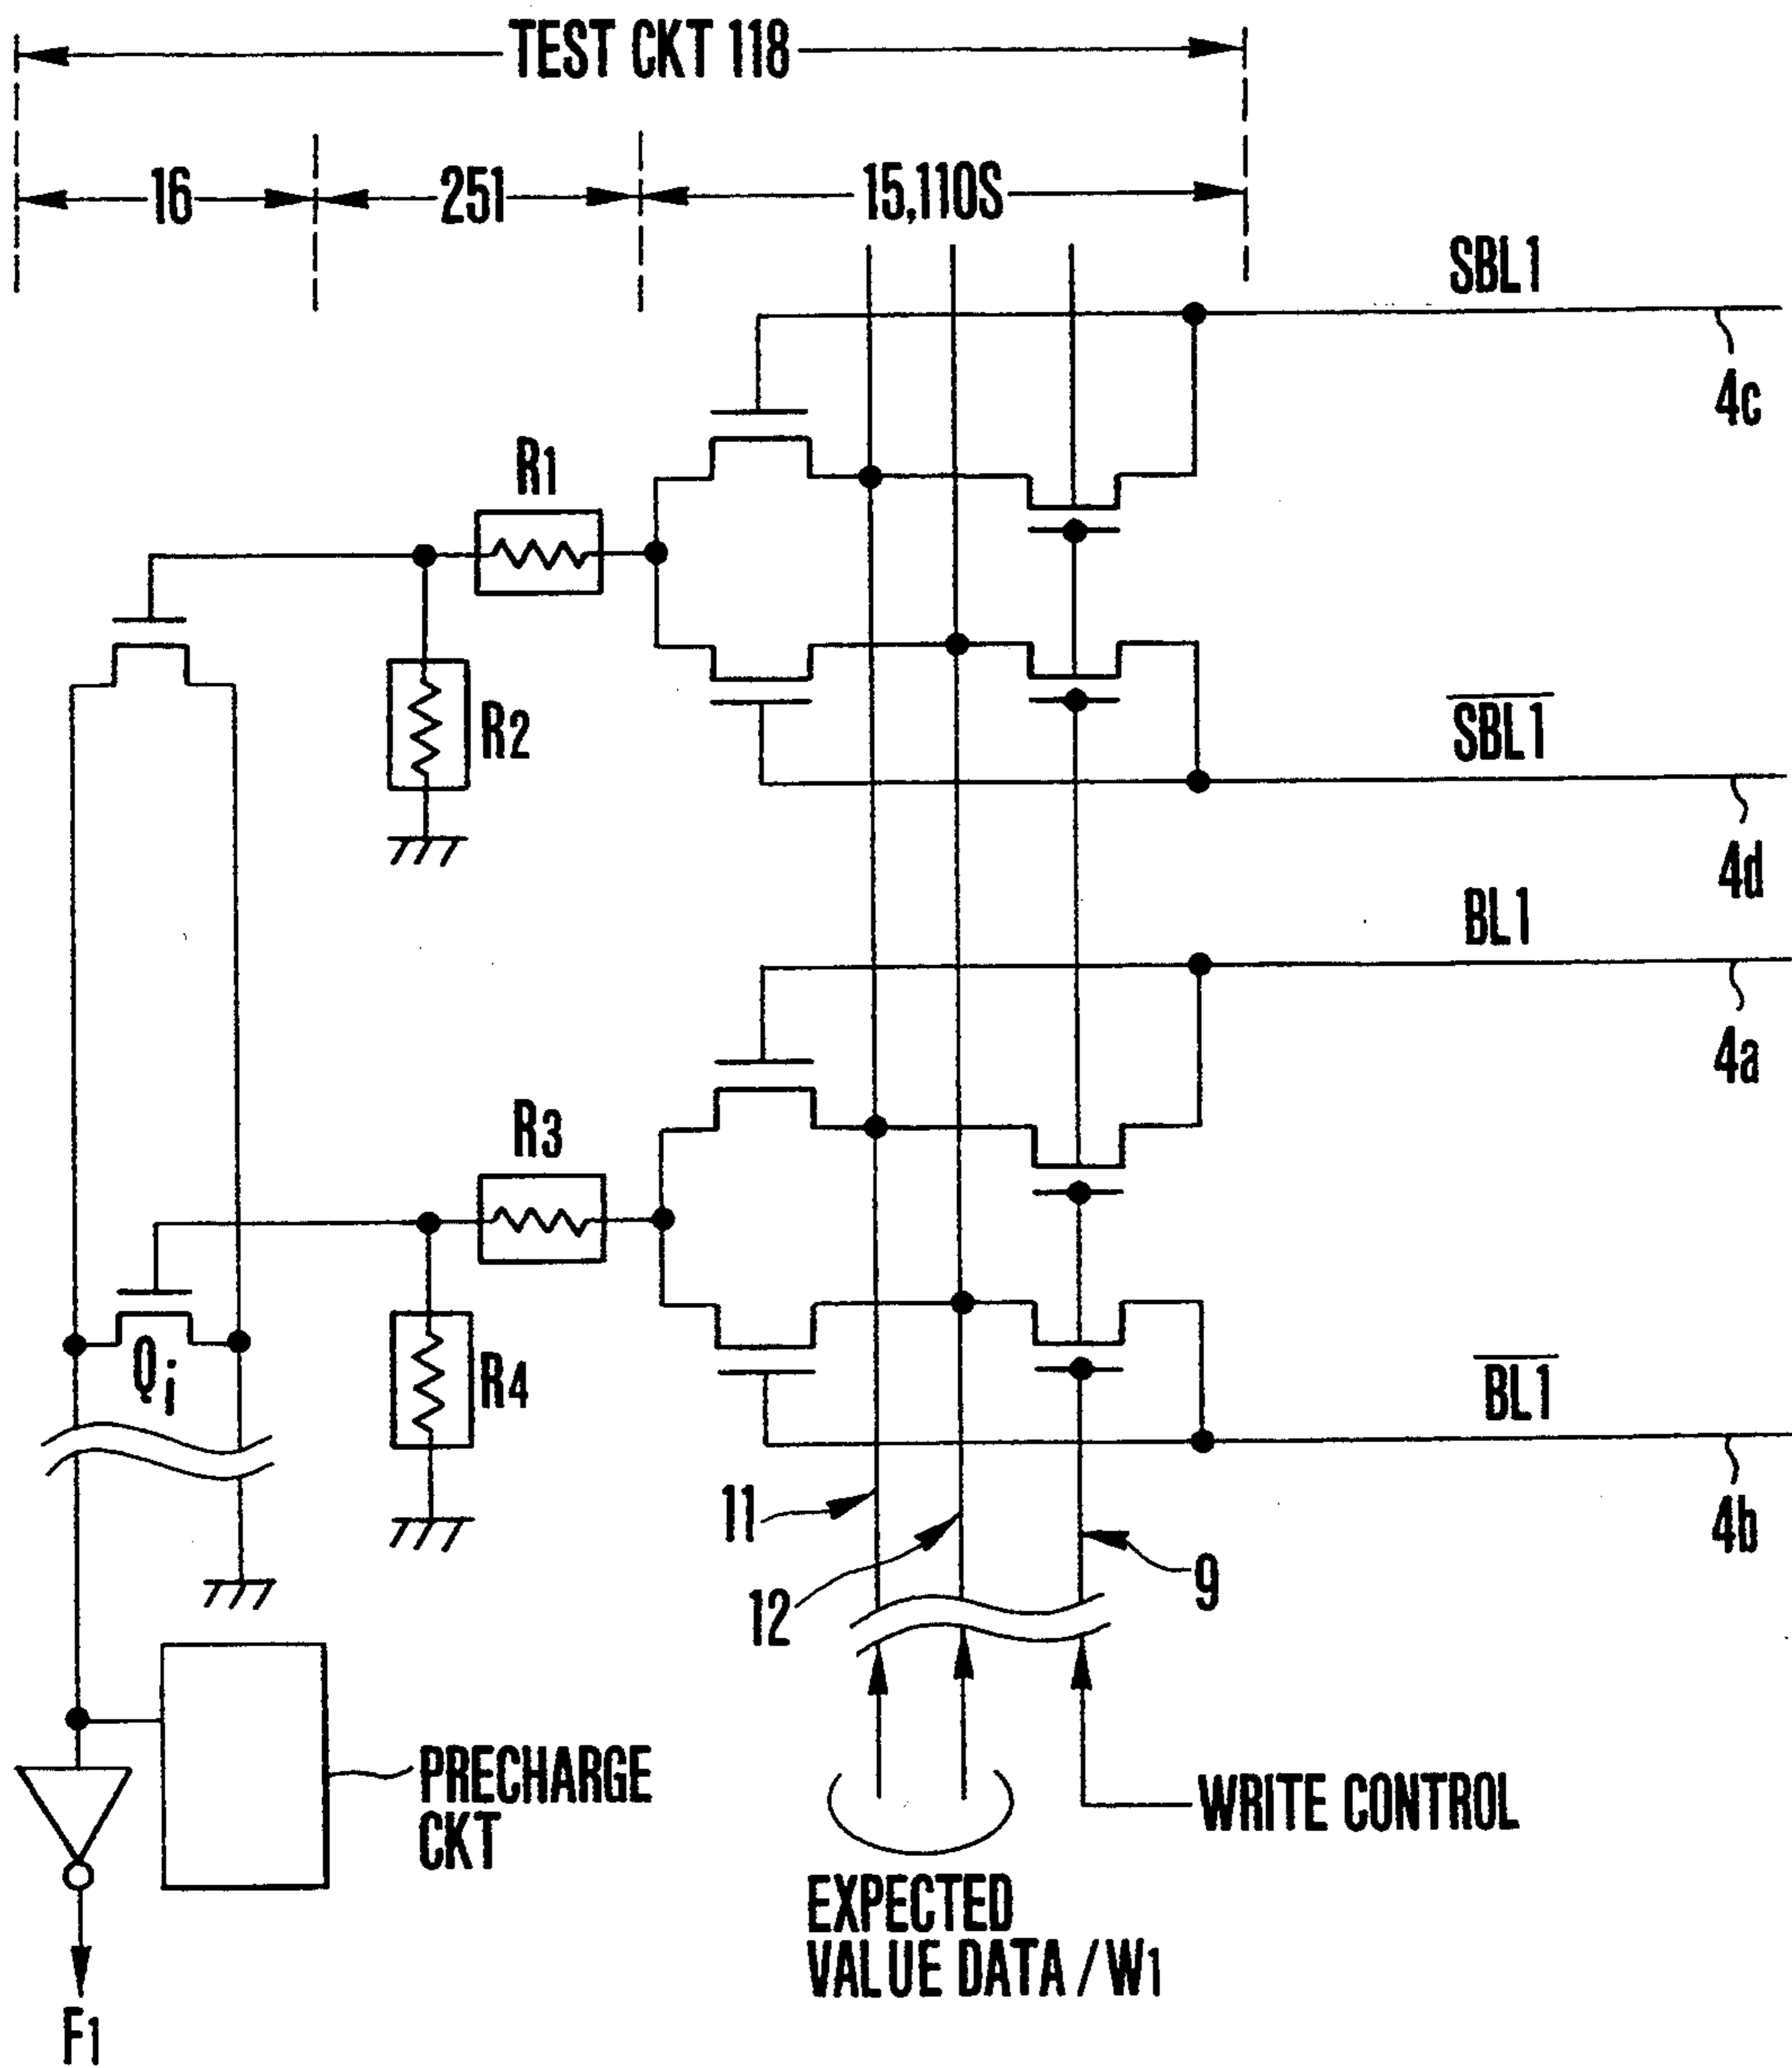 TEST CKT 118
16
251
15,110S
SBL1
4c
R1
R2
SBL1
4d
BL1
4a
R3
Qi
R4
BL1
4b
11
12
9
PRECHARGE
CKT
WRITE CONTROL
EXPECTED
VALUE DATA / W1
F1